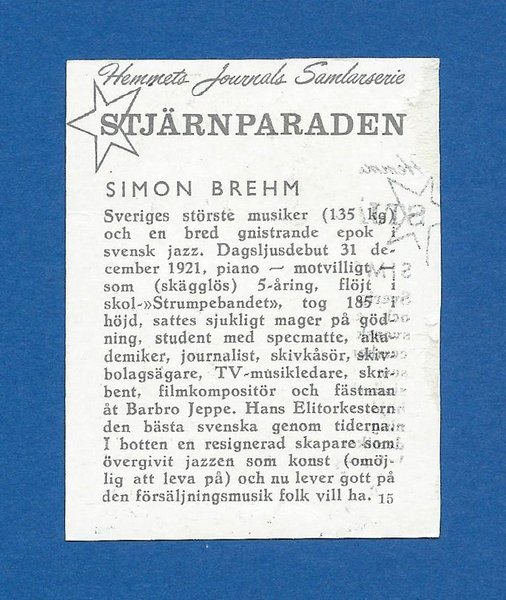 Hemmets Journals Samlarserie
STJÄRNPARADEN
SIMON BREHM
Sveriges störste musiker (135 kg)
och en bred gnistrande epok i
svensk jazz. Dagsljusdebut 31 de-
cember 1921, piano — motvilligt —
som (skägglös) 5-åring, flöjt i
skol-»Strumpebandet», tog 185 i
höjd, sattes sjukligt mager på göd-
ning, student med specmatte, aka-
demiker, journalist, skivkåsör, skiv-
bolagsägare, TV-musikledare, skri-
bent, filmkompositör och fästman
åt Barbro Jeppe. Hans Elitorkestern
den bästa svenska genom tiderna.
I botten en resignerad skapare som
övergivit jazzen som konst (omöj-
lig att leva på) och nu lever gott på
den försäljningsmusik folk vill ha. 15